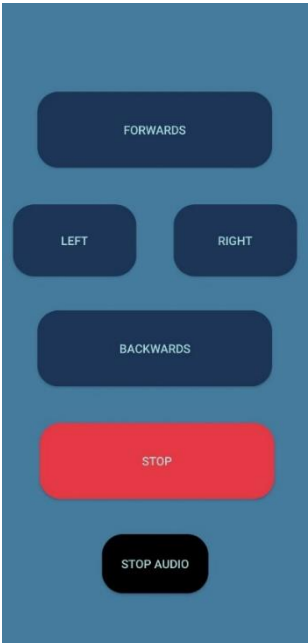 FORWARDS
LEFT RIGHT
BACKWARDS
STOP
STOP AUDIO